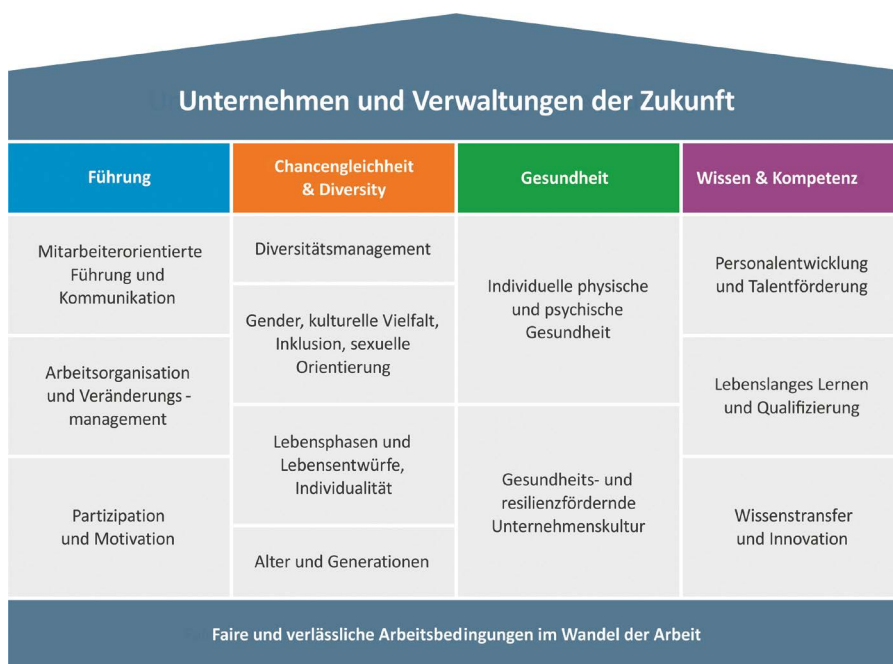 Unternehmen und Verwaltungen der Zukunft
Führung
Chancengleichheit
& Diversity
Gesundheit
Wissen & Kompetenz
Mitarbeiterorientierte
Führung und
Kommunikation
Arbeitsorganisation
und Veränderungs -
management
Partizipation
und Motivation
Diversitätsmanagement
Gender, kulturelle Vielfalt,
Inklusion, sexuelle
Orientierung
Lebensphasen und
Lebensentwürfe,
Individualität
Alter und Generationen
Individuelle physische
und psychische
Gesundheit
Gesundheits- und
resilienzfördernde
Unternehmenskultur
Personalentwicklung
und Talentförderung
Lebenslanges Lernen
und Qualifizierung
Wissenstransfer
und Innovation
Faire und verlässliche Arbeitsbedingungen im Wandel der Arbeit